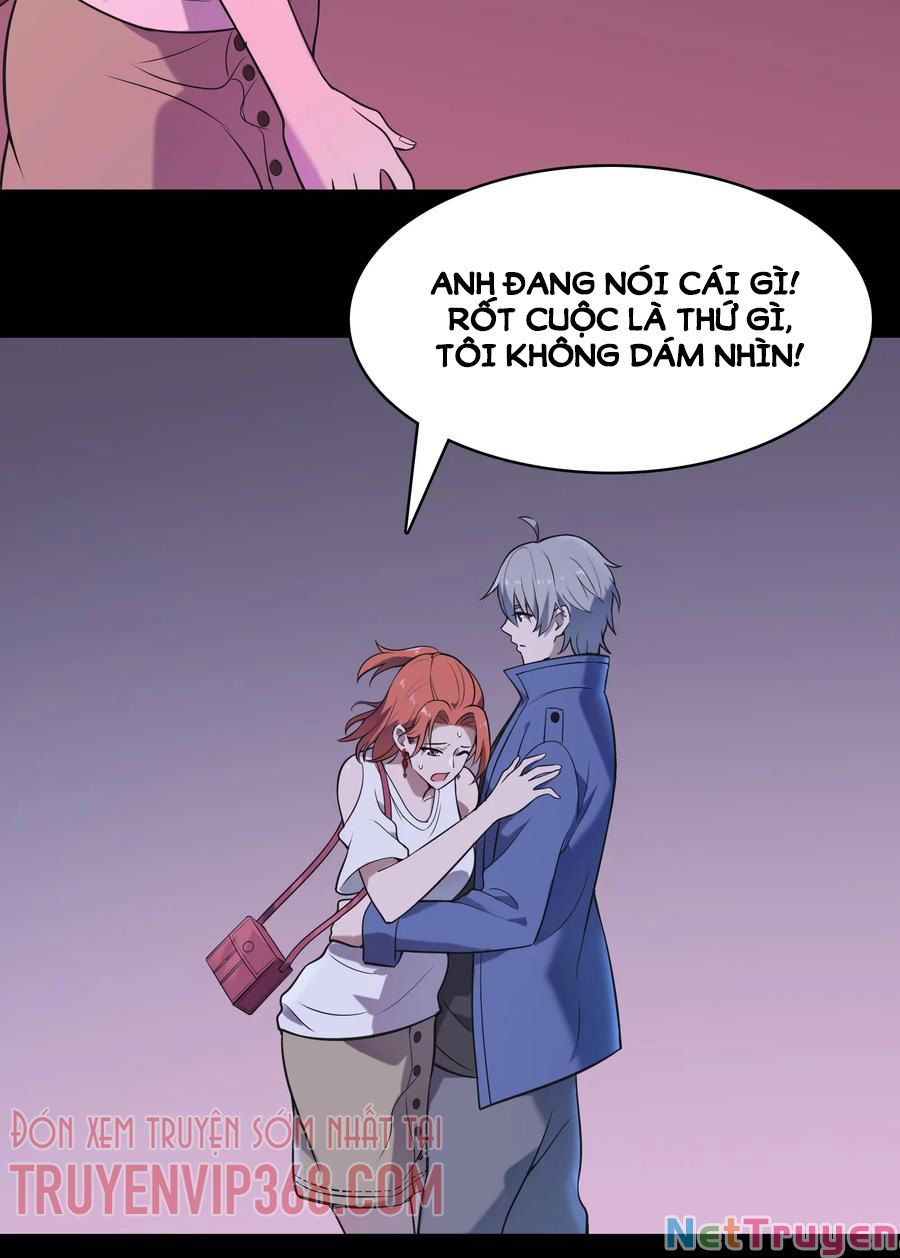 ANH ĐANG NÓI CÁI GÌ!
RỐT CUỘC LÀ THỨ GÌ,
TÔI KHÔNG DÁM NHÌN!
ĐÓN XEM TRUYỆN SỚM NHẤT TẠI
TRUYENVIP368.COM
NetTruyen